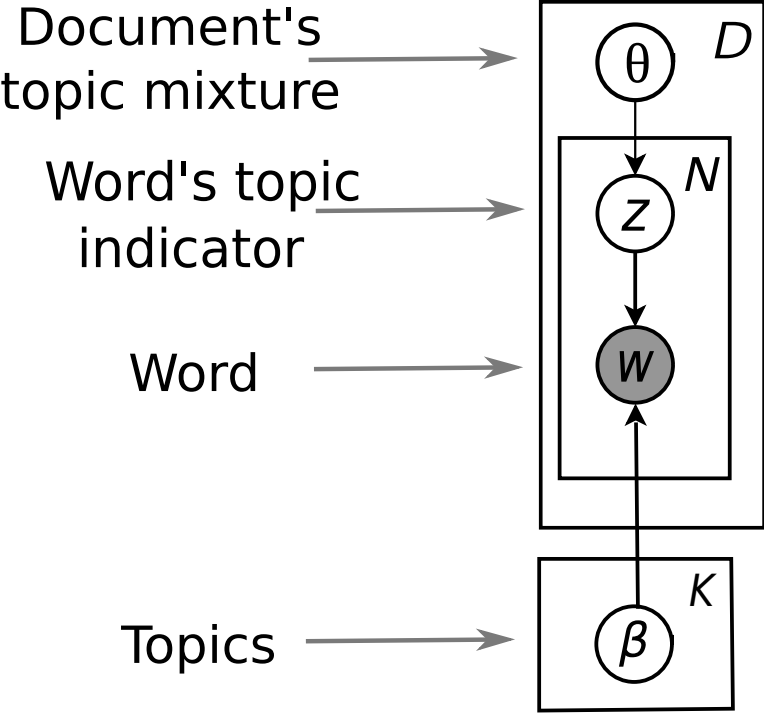 Document's
topic mixture
θ
D
Word's topic
indicator
z
N
Word
w
Topics
β
K